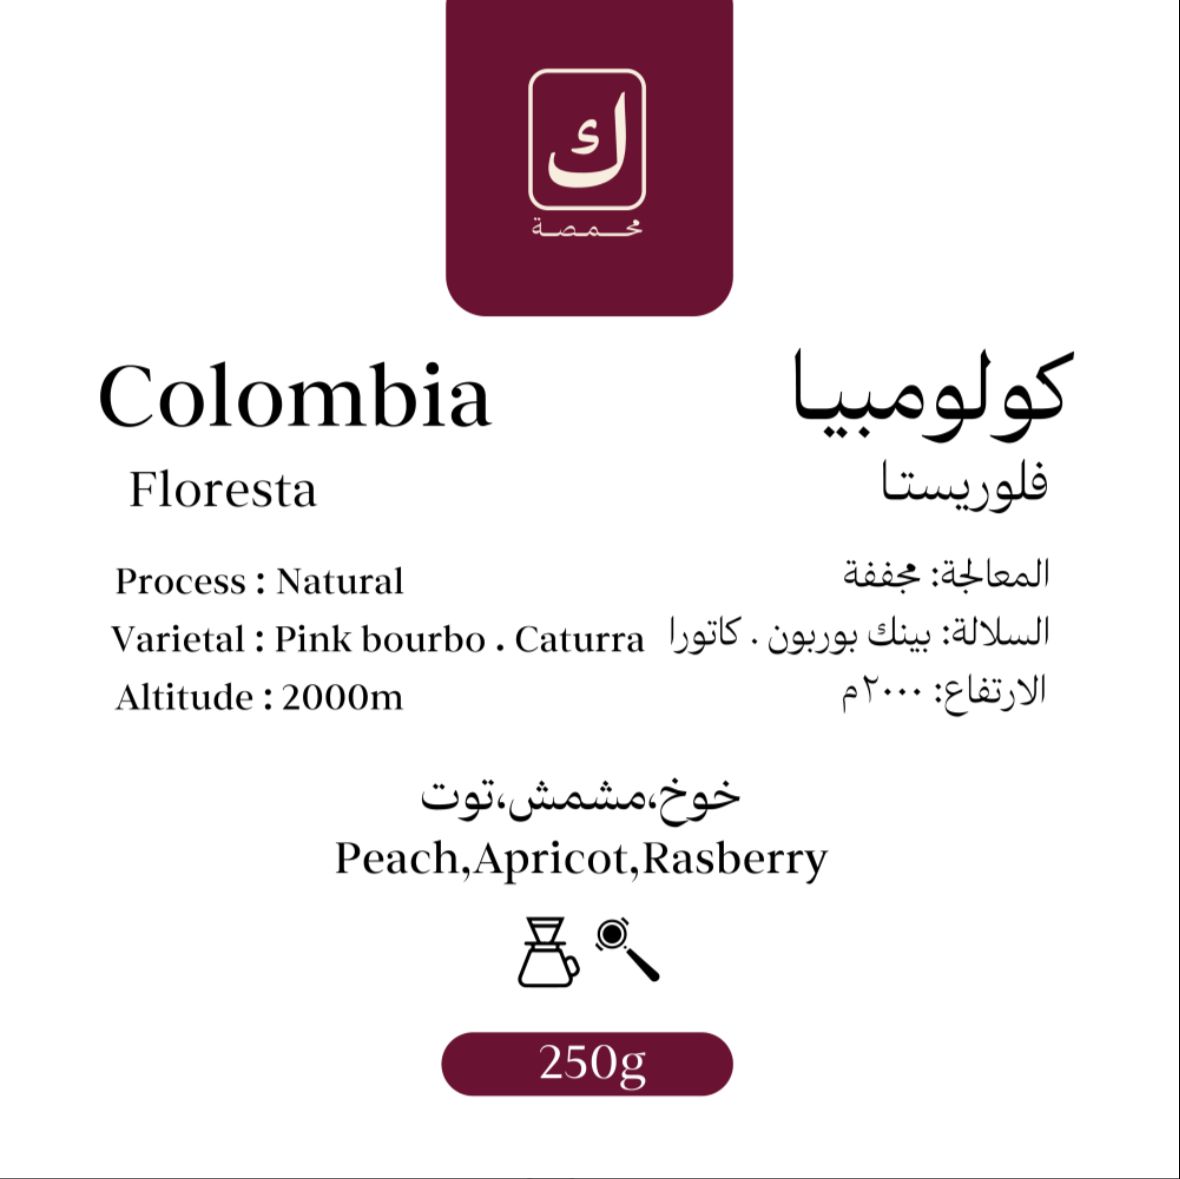 ك
محمصة
Colombia
كولومبيا
Floresta
فلوريستا
Process : Natural
المعالجة: مجففة
Varietal : Pink bourbo . Caturra
السلالة: بينك بوربون . كاتورا
Altitude : 2000m
الارتفاع: ٢٠٠٠م
خوخ،مشمش،توت
Peach,Apricot,Rasberry
250g